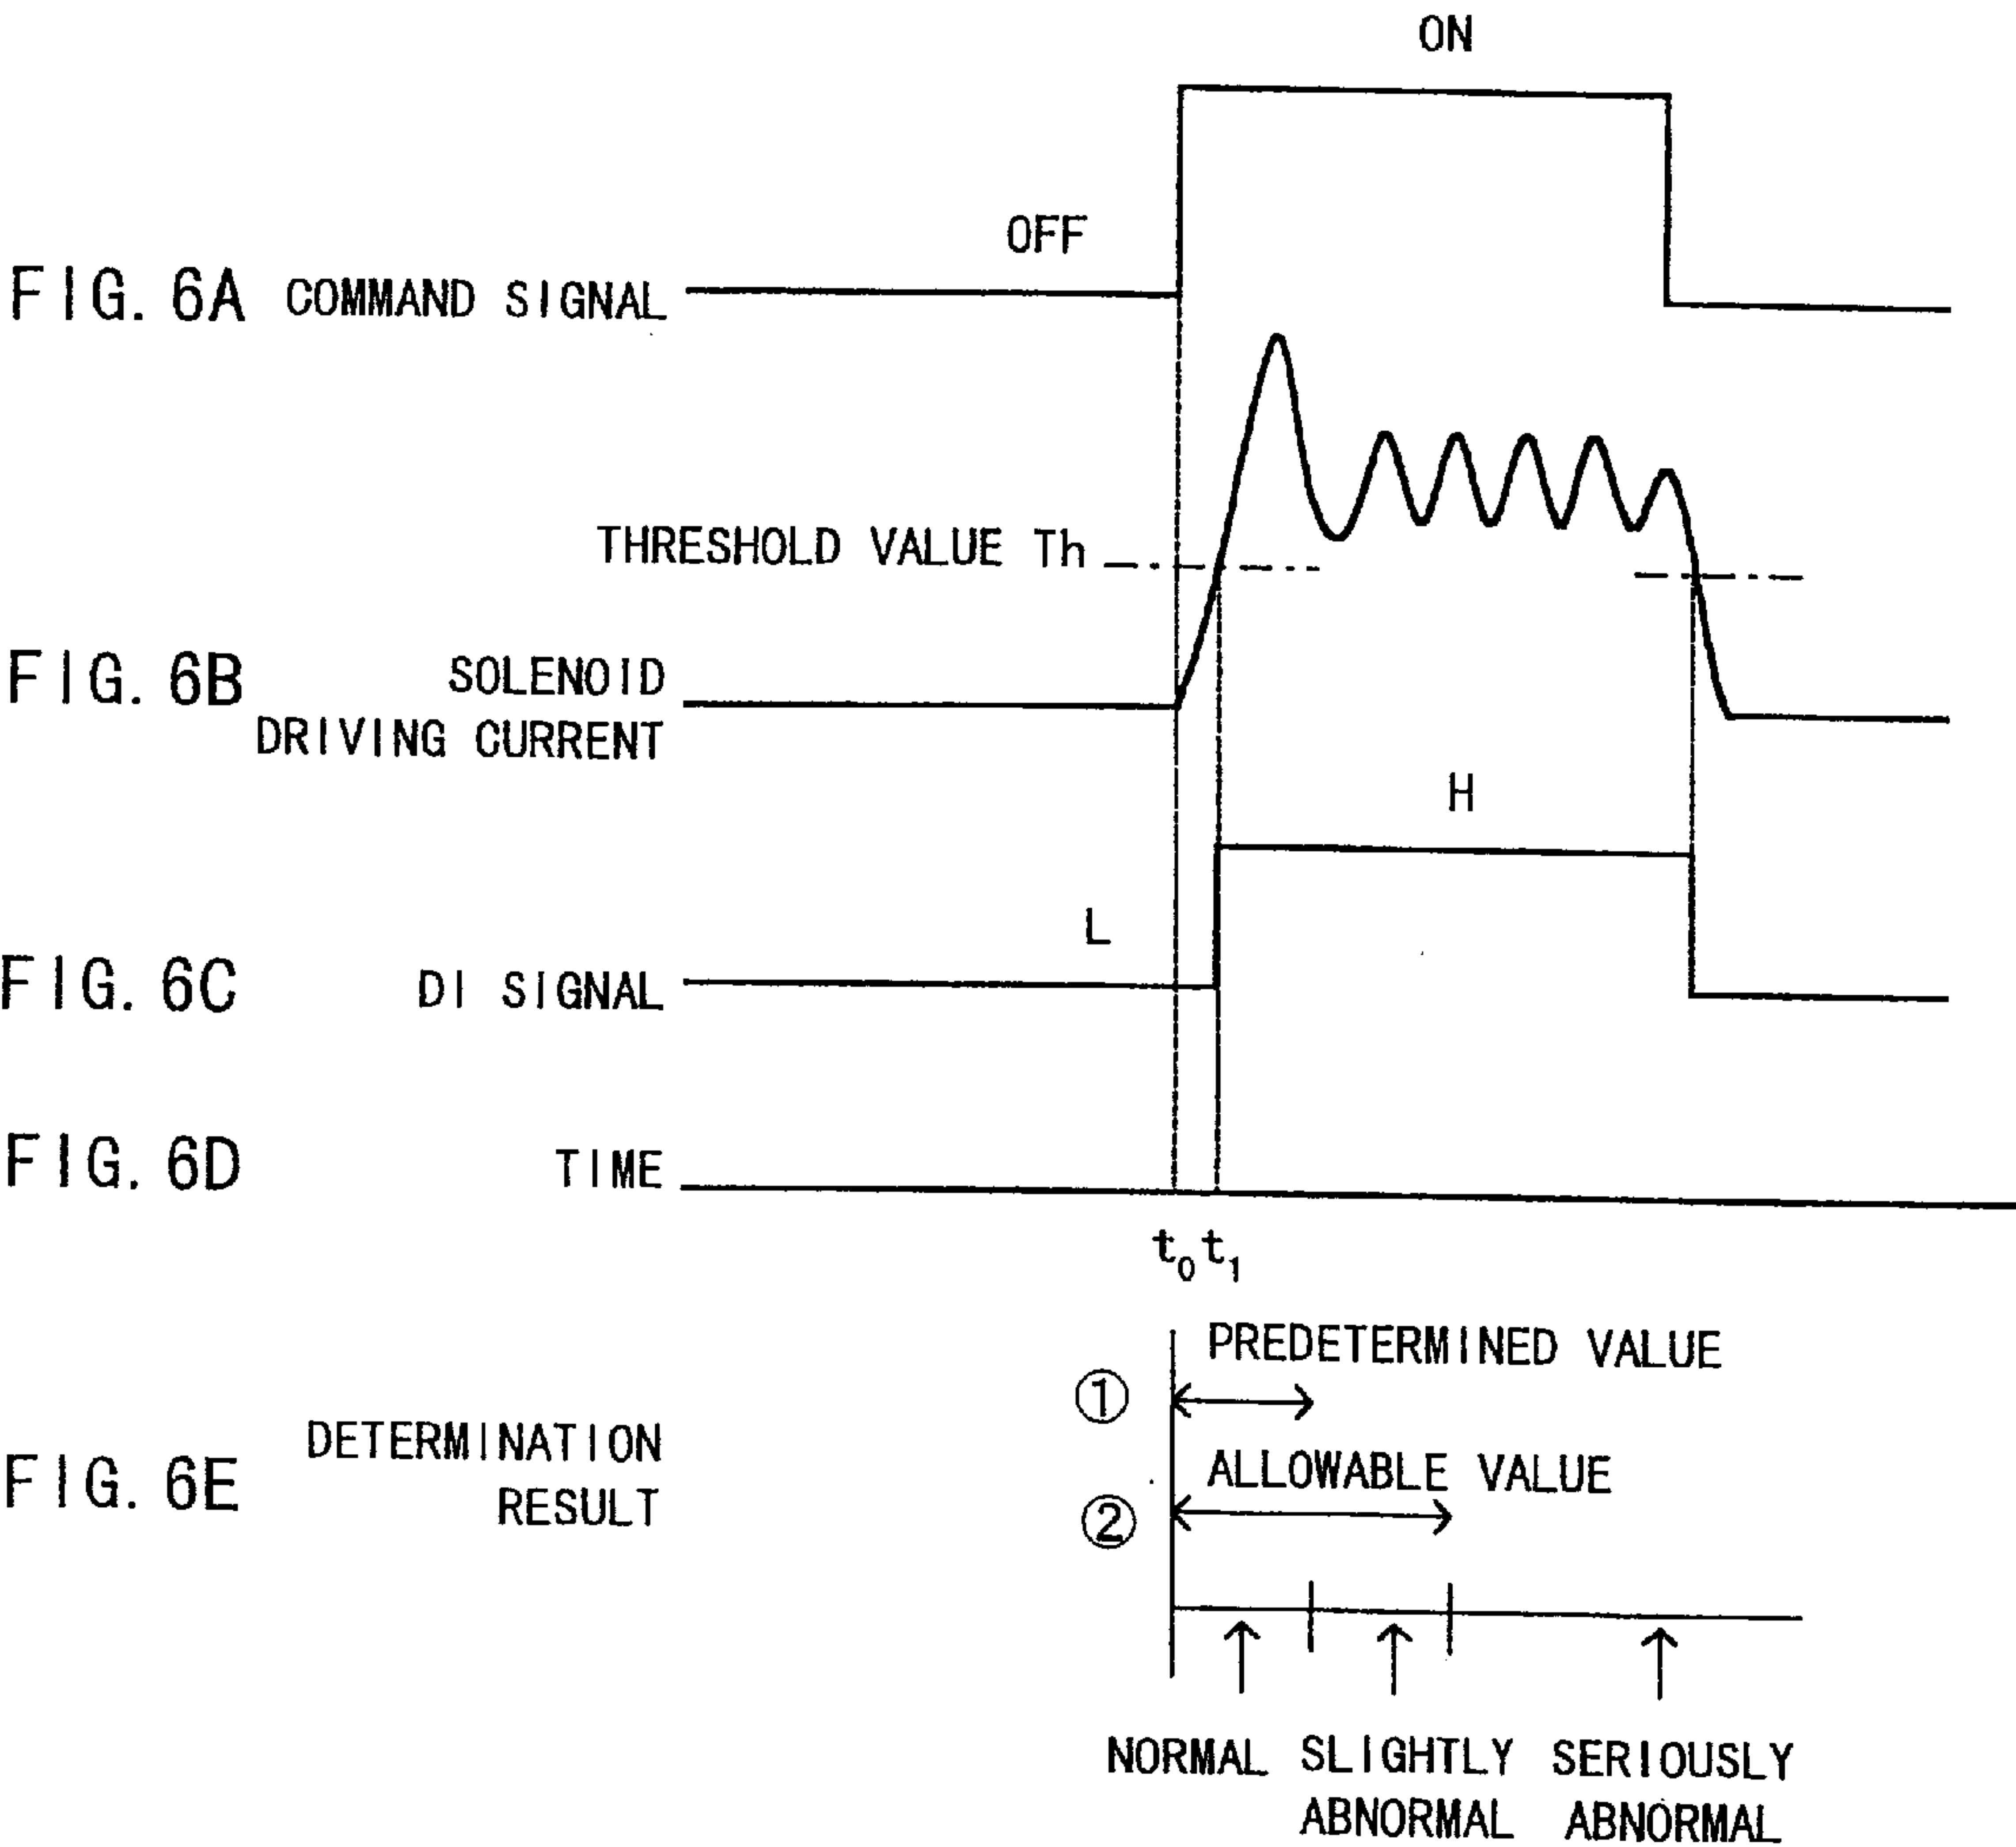 ON
OFF
FIG. 6A COMMAND SIGNAL
THRESHOLD VALUE Th
FIG. 6B SOLENOID
DRIVING CURRENT
H
L
FIG. 6C DI SIGNAL
FIG. 6D TIME
t0 t1
PREDETERMINED VALUE
①
FIG. 6E DETERMINATION
RESULT
ALLOWABLE VALUE
②
NORMAL SLIGHTLY SERIOUSLY
ABNORMAL ABNORMAL